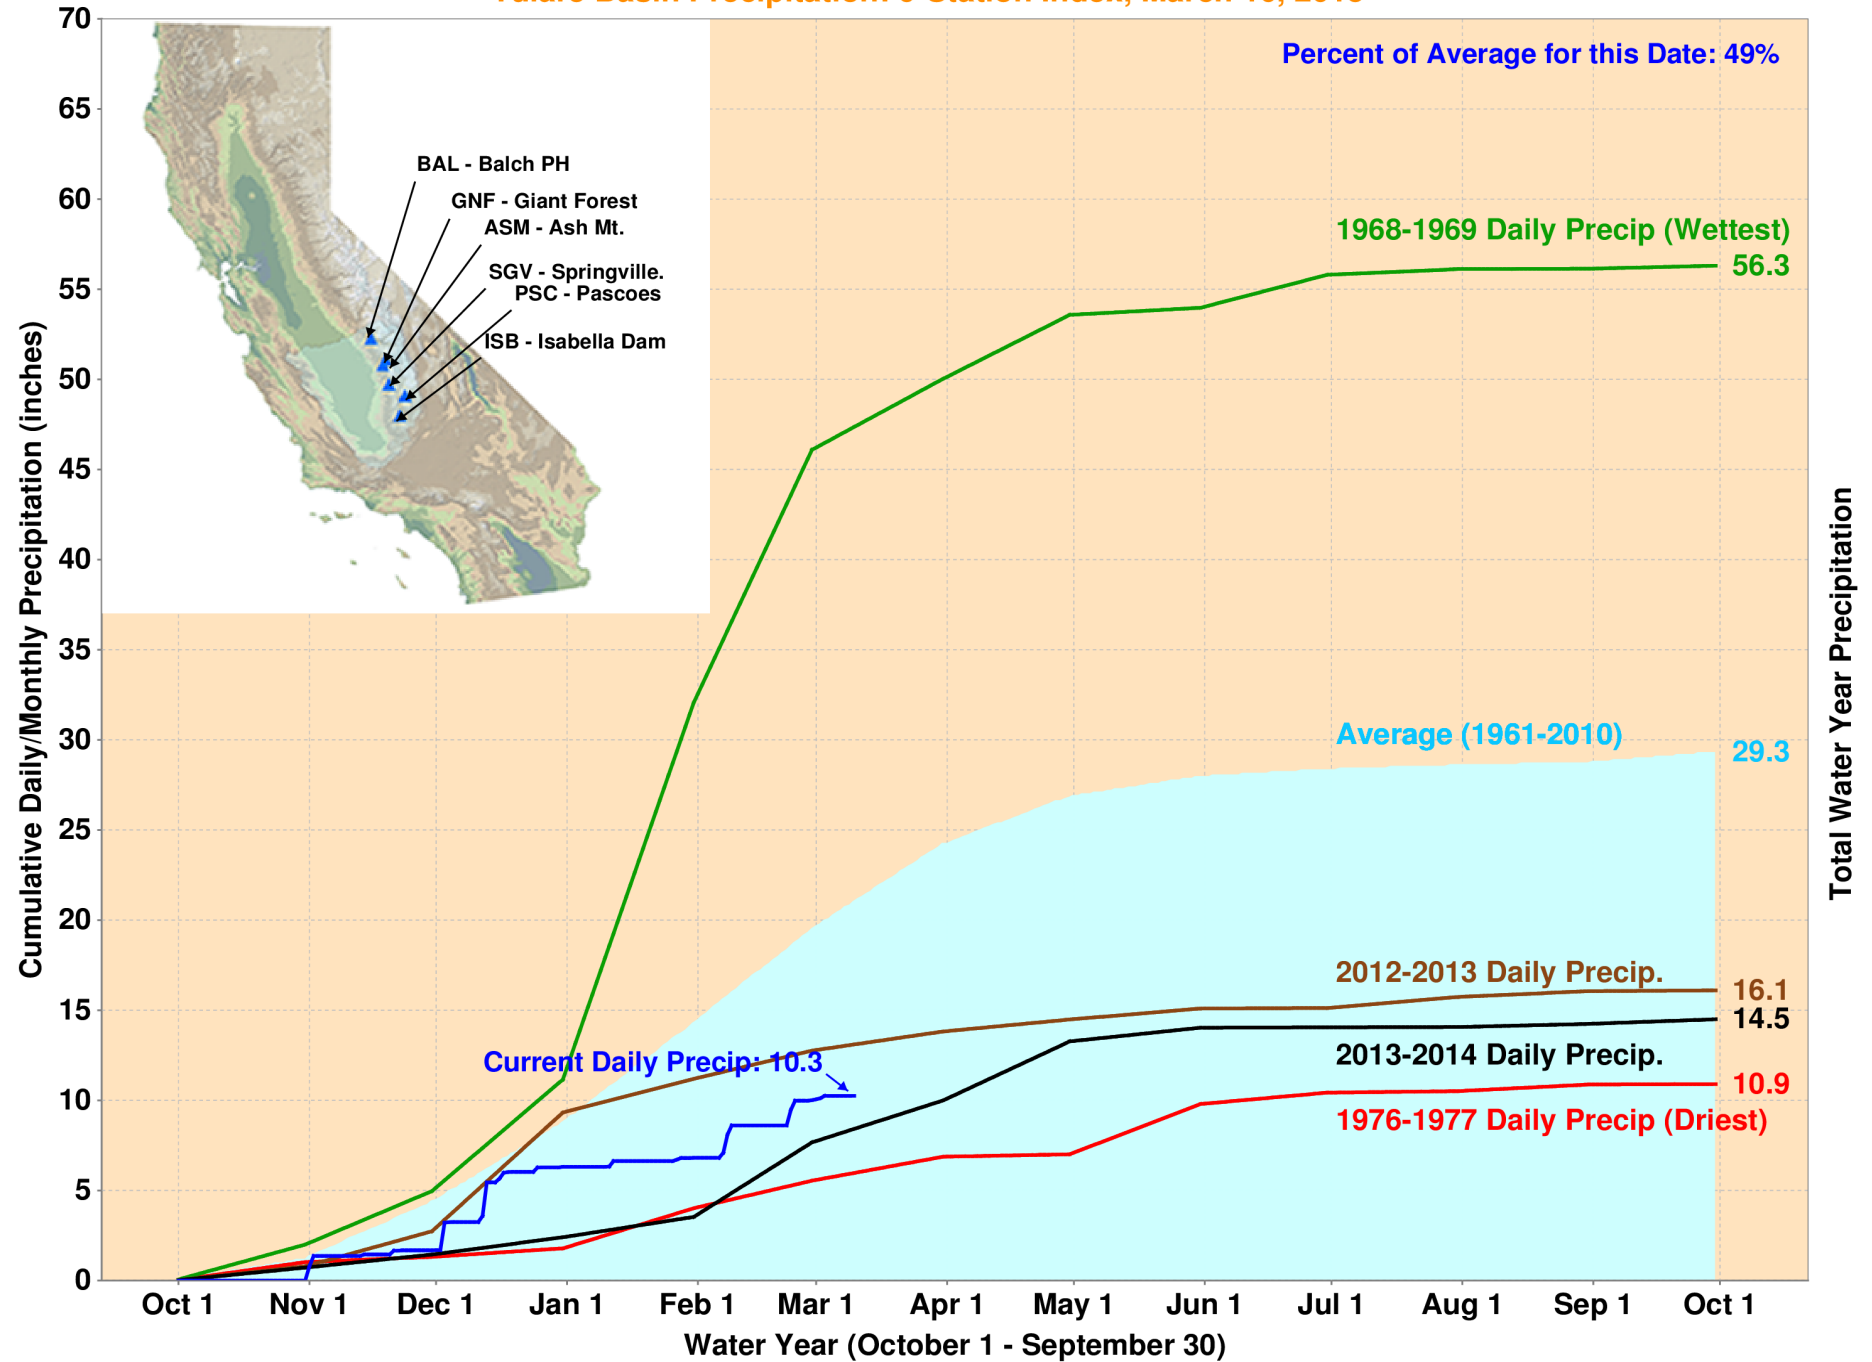 70
65
60
55
50
45
40
35
30
25
20
15
10
5
0
Cumulative Daily/Monthly Precipitation (inches)
Percent of Average for this Date: 49%
BAL - Balch PH
GNF - Giant Forest
ASM - Ash Mt.
SGV - Springville.
PSC - Pascoes
ISB - Isabella Dam
1968-1969 Daily Precip (Wettest)
56.3
Average (1961-2010)
29.3
2012-2013 Daily Precip.
16.1
14.5
2013-2014 Daily Precip.
Current Daily Precip: 10.3
10.9
1976-1977 Daily Precip (Driest)
Total Water Year Precipitation
Oct 1 Nov 1 Dec 1 Jan 1 Feb 1 Mar 1 Apr 1 May 1 Jun 1 Jul 1 Aug 1 Sep 1 Oct 1
Water Year (October 1 - September 30)